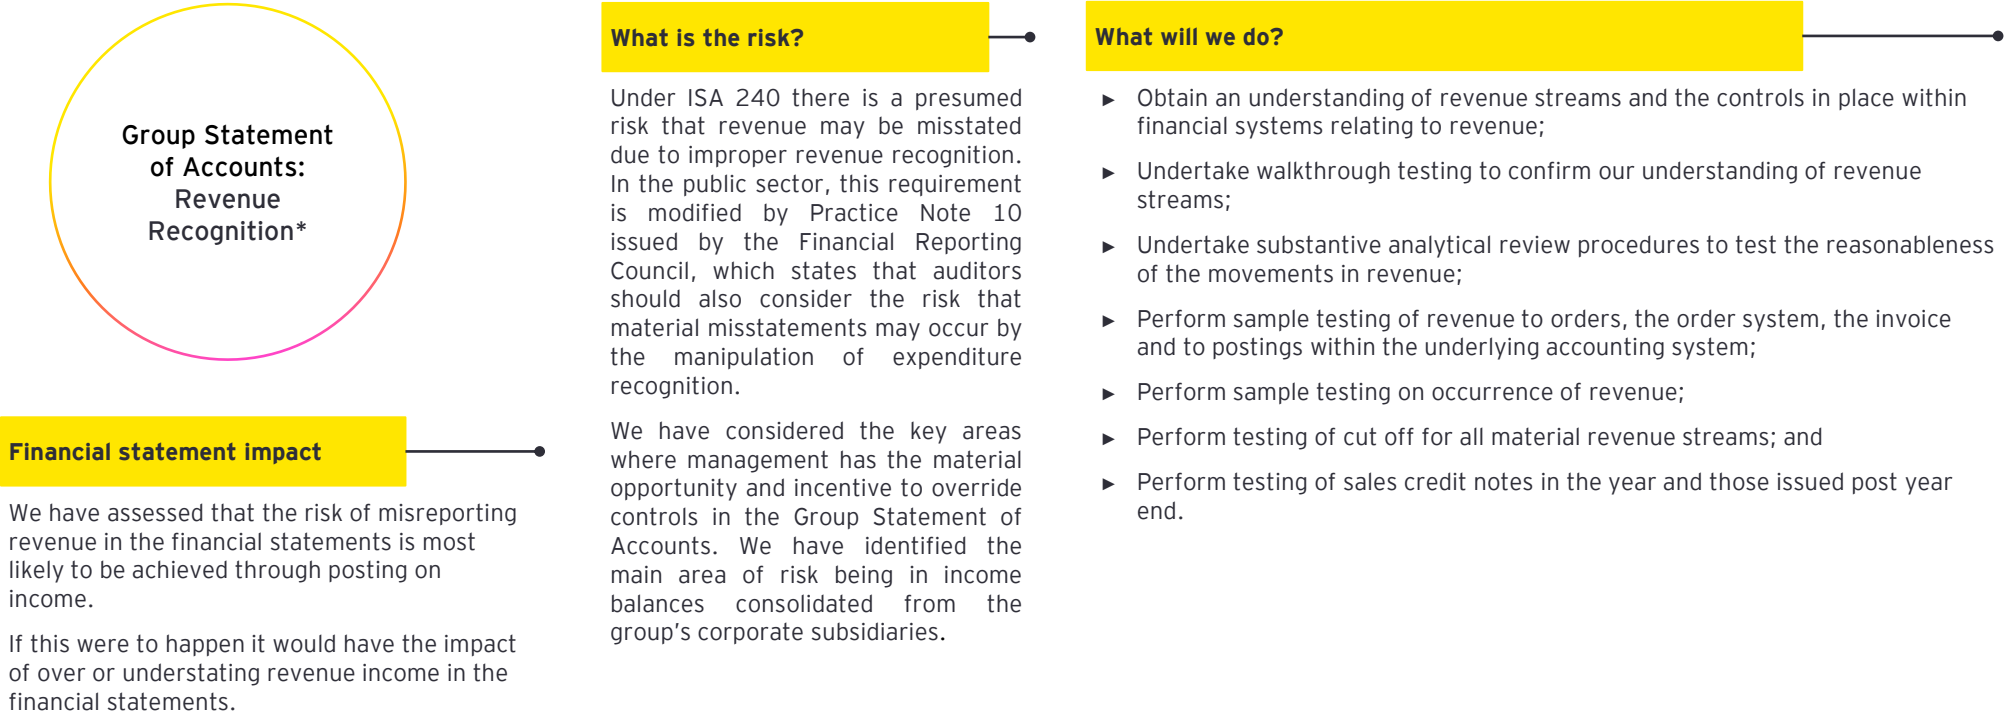 Group Statement
of Accounts:
Revenue
Recognition*
Financial statement impact
We have assessed that the risk of misreporting
revenue in the financial statements is most
likely to be achieved through posting on
income.
If this were to happen it would have the impact
of over or understating revenue income in the
financial statements.
What is the risk?
Under ISA 240 there is a presumed
risk that revenue may be misstated
due to improper revenue recognition.
In the public sector, this requirement
is modified by Practice Note 10
issued by the Financial Reporting
Council, which states that auditors
should also consider the risk that
material misstatements may occur by
the manipulation of expenditure
recognition.
We have considered the key areas
where management has the material
opportunity and incentive to override
controls in the Group Statement of
Accounts. We have identified the
main area of risk being in income
balances consolidated from the
group's corporate subsidiaries.
What will we do?
► Obtain an understanding of revenue streams and the controls in place within
financial systems relating to revenue;
► Undertake walkthrough testing to confirm our understanding of revenue
streams;
► Undertake substantive analytical review procedures to test the reasonableness
of the movements in revenue;
► Perform sample testing of revenue to orders, the order system, the invoice
and to postings within the underlying accounting system;
► Perform sample testing on occurrence of revenue;
► Perform testing of cut off for all material revenue streams; and
► Perform testing of sales credit notes in the year and those issued post year
end.